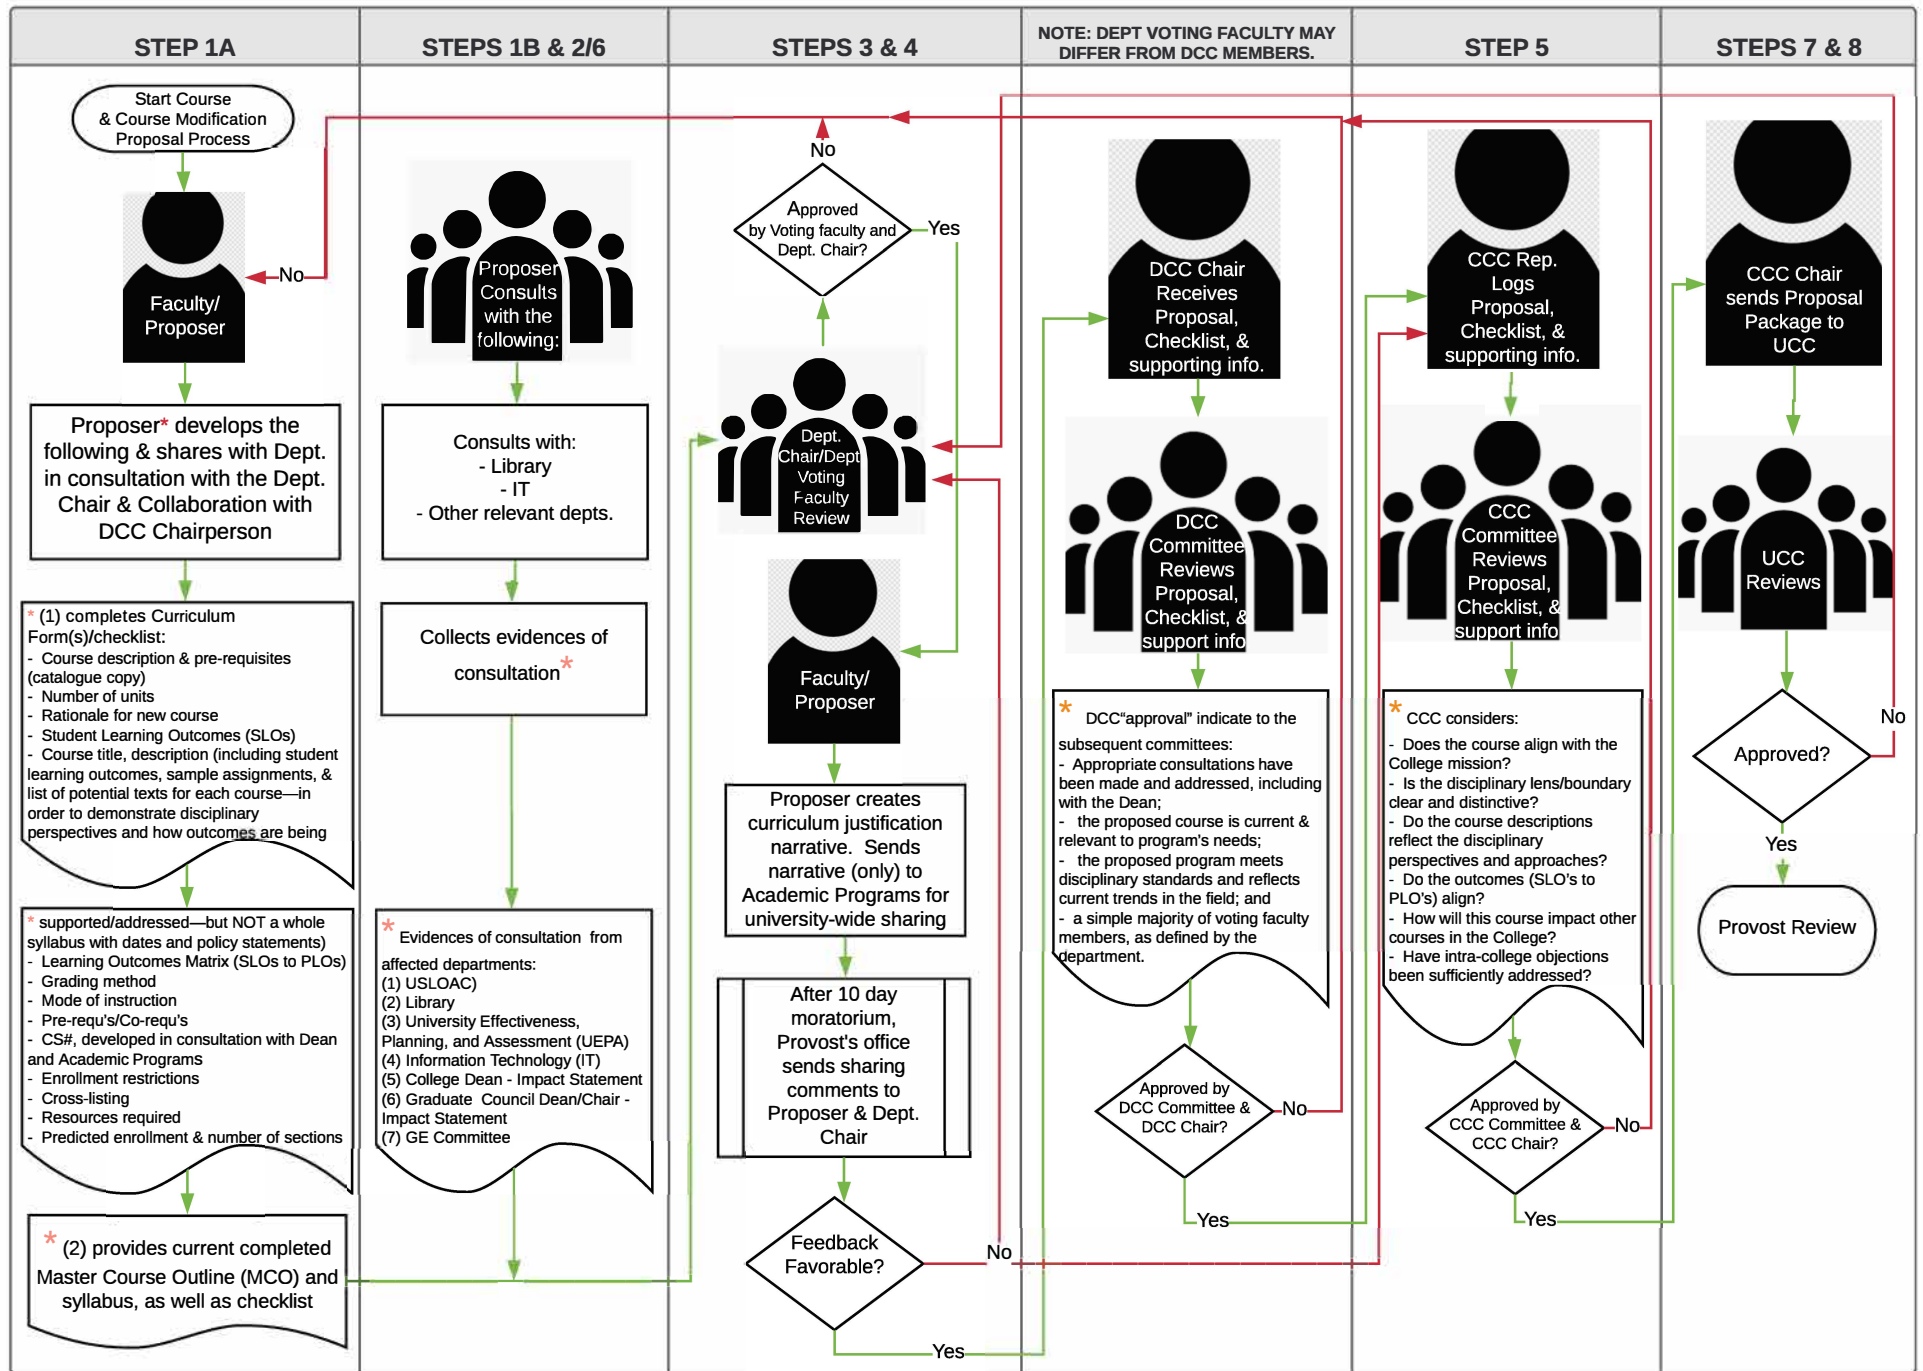 STEP 1A
STEPS 1B & 2/6
STEPS 3 & 4
NOTE: DEPT VOTING FACULTY MAY
DIFFER FROM DCC MEMBERS.
STEP 5
STEPS 7 & 8
Start Course
& Course Modification
Proposal Process
No
Faculty/
Proposer
Proposer* develops the
following & shares with Dept.
in consultation with the Dept.
Chair & Collaboration with
DCC Chairperson
* (1) completes Curriculum
Form(s)/checklist:
- Course description & pre-requisites
(catalogue copy)
- Number of units
- Rationale for new course
- Student Learning Outcomes (SLOs)
- Course title, description (including student
learning outcomes, sample assignments, &
list of potential texts for each course—in
order to demonstrate disciplinary
perspectives and how outcomes are being
* supported/addressed—but NOT a whole
syllabus with dates and policy statements)
- Learning Outcomes Matrix (SLOs to PLOs)
- Grading method
- Mode of instruction
- Pre-requ's/Co-requ's
- CS#, developed in consultation with Dean
and Academic Programs
- Enrollment restrictions
- Cross-listing
- Resources required
- Predicted enrollment & number of sections
* (2) provides current completed
Master Course Outline (MCO) and
syllabus, as well as checklist
Proposer
Consults
with the
following:
Consults with:
- Library
- IT
- Other relevant depts.
Collects evidences of
consultation*
* Evidences of consultation from
affected departments:
(1) USLOAC)
(2) Library
(3) University Effectiveness,
Planning, and Assessment (UEPA)
(4) Information Technology (IT)
(5) College Dean - Impact Statement
(6) Graduate Council Dean/Chair -
Impact Statement
(7) GE Committee
No
Approved
by Voting faculty and
Dept. Chair?
Yes
Dept.
Chair/Dept
Voting
Faculty
Review
Faculty/
Proposer
Proposer creates
curriculum justification
narrative. Sends
narrative (only) to
Academic Programs for
university-wide sharing
After 10 day
moratorium,
Provost's office
sends sharing
comments to
Proposer & Dept.
Chair
Feedback
Favorable?
No
Yes
DCC Chair
Receives
Proposal,
Checklist, &
supporting info.
DCC
Committee
Reviews
Proposal,
Checklist, &
support info
* DCC“approval” indicate to the
subsequent committees:
- Appropriate consultations have
been made and addressed, including
with the Dean;
- the proposed course is current &
relevant to program's needs;
- the proposed program meets
disciplinary standards and reflects
current trends in the field; and
- a simple majority of voting faculty
members, as defined by the
department.
Approved by
DCC Committee &
DCC Chair?
No
Yes
CCC Rep.
Logs
Proposal,
Checklist, &
supporting info.
CCC
Committee
Reviews
Proposal,
Checklist, &
support info
* CCC considers:
- Does the course align with the
College mission?
- Is the disciplinary lens/boundary
clear and distinctive?
- Do the course descriptions
reflect the disciplinary
perspectives and approaches?
- Do the outcomes (SLO's to
PLO's) align?
- How will this course impact other
courses in the College?
- Have intra-college objections
been sufficiently addressed?
Approved by
CCC Committee &
CCC Chair?
No
Yes
CCC Chair
sends Proposal
Package to
UCC
UCC
Reviews
No
Approved?
Yes
Provost Review